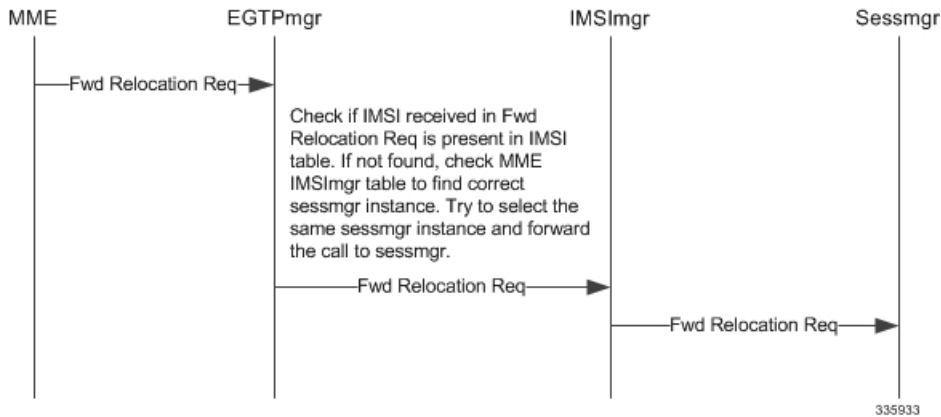 MME EGTPmgr IMSImgr Sessmgr
Fwd Relocation Req
Check if IMSI received in Fwd
Relocation Req is present in IMSI
table. If not found, check MME
IMSImgr table to find correct
sessmgr instance. Try to select the
same sessmgr instance and forward
the call to sessmgr.
Fwd Relocation Req
Fwd Relocation Req
335933